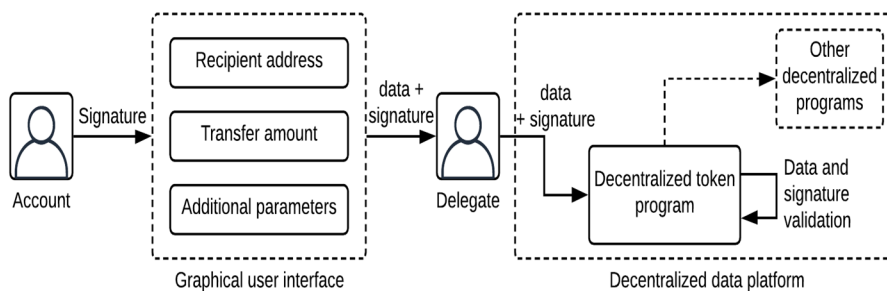 Account
Signature
Recipient address
Transfer amount
Additional parameters
Graphical user interface
data +
signature
Delegate
data
+ signature
Decentralized token
program
Data and
signature
validation
Other
decentralized
programs
Decentralized data platform